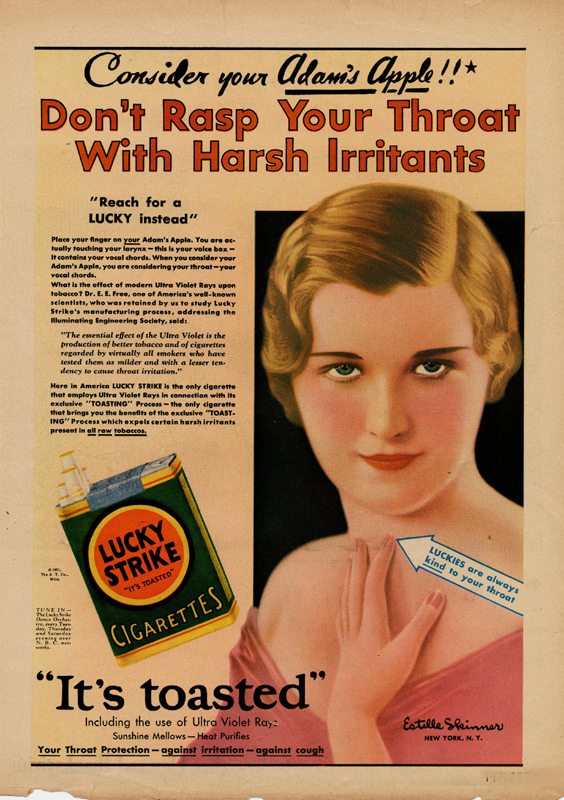 Consider your Adam's Apple!!*
Don't Rasp Your Throat
With Harsh Irritants
"Reach for a
LUCKY instead"
Place your finger on your Adam's Apple. You are ac-
tually touching your larynx—this is your voice box—
it contains your vocal chords. When you consider your
Adam's Apple, you are considering your throat—your
vocal chords.
What is the effect of modern Ultra Violet Rays upon
tobacco? Dr. E. E. Free, one of America's well-known
scientists, who was retained by us to study Lucky
Strike's manufacturing process, addressing the
Illuminating Engineering Society, said:
"The essential effect of the Ultra Violet is the
production of better tobacco and of cigarettes
regarded by virtually all smokers who have
tested them as milder and with a lesser ten-
dency to cause throat irritation."
Here in America LUCKY STRIKE is the only cigarette
that employs Ultra Violet Rays in connection with its
exclusive "TOASTING" Process—the only cigarette
that brings you the benefits of the exclusive "TOAST-
ING" Process which expels certain harsh irritants
present in all raw tobaccos.
LUCKY
STRIKE
"IT'S TOASTED"
CIGARETTES
LUCKIES are always
kind to your throat
© 1931,
The A. T. Co.,
Mfrs.
TUNE IN—
The Lucky Strike
Dance Orches-
tra, every Tues-
day, Thursday
and Saturday
evening over
N. B. C. net-
works.
"It's toasted"
Including the use of Ultra Violet Rays
Sunshine Mellows—Heat Purifies
Your Throat Protection—against irritation—against cough
Estelle Skinner
NEW YORK, N. Y.